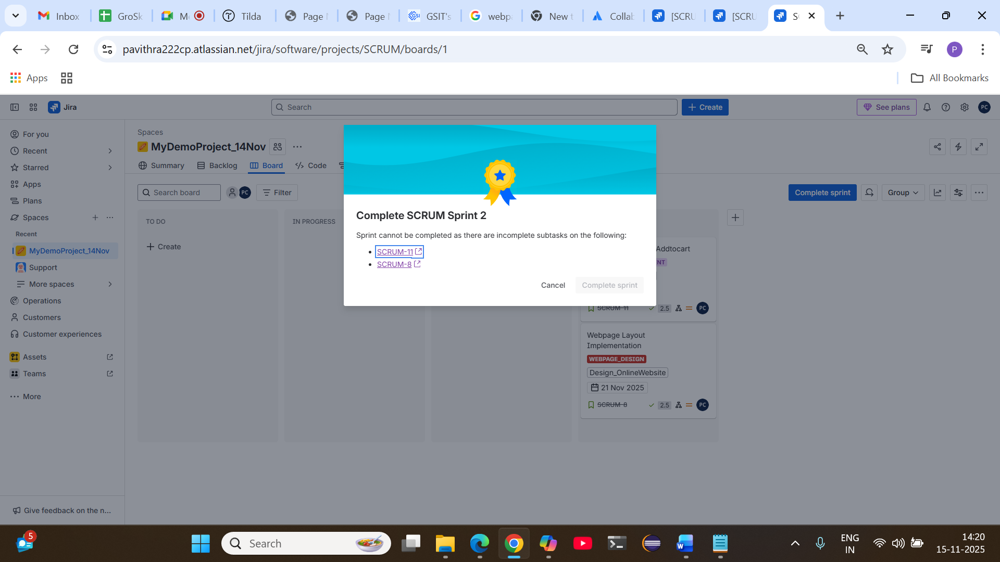 Inbox
GroSk
M
Tilda
Page
Page
GSI
GSIT's
webp
New t
Collab
[SCRU
[SCRU
S
pavithra222cp.atlassian.net/jira/software/projects/SCRUM/boards/1
P
Apps
All Bookmarks
Jira
Search
Create
See plans
PC
For you
Recent
Starred
Apps
Plans
Spaces
Recent
MyDemoProject_14Nov
Support
More spaces
Operations
Customers
Customer experiences
Assets
Teams
More
Give feedback on the n...
Spaces
MyDemoProject_14Nov
Summary
Backlog
Board
Code
Search board
PC
Filter
Complete sprint
Group
TO DO
Create
IN PROGRESS
Complete SCRUM Sprint 2
Sprint cannot be completed as there are incomplete subtasks on the following:
SCRUM-11
SCRUM-8
Cancel
Complete sprint
Addtocart
NT
SCRUM-11
2.5
PC
Webpage Layout
Implementation
WEBPAGE_DESIGN
Design_OnlineWebsite
21 Nov 2025
SCRUM-8
2.5
PC
5
Search
ENG
IN
14:20
15-11-2025